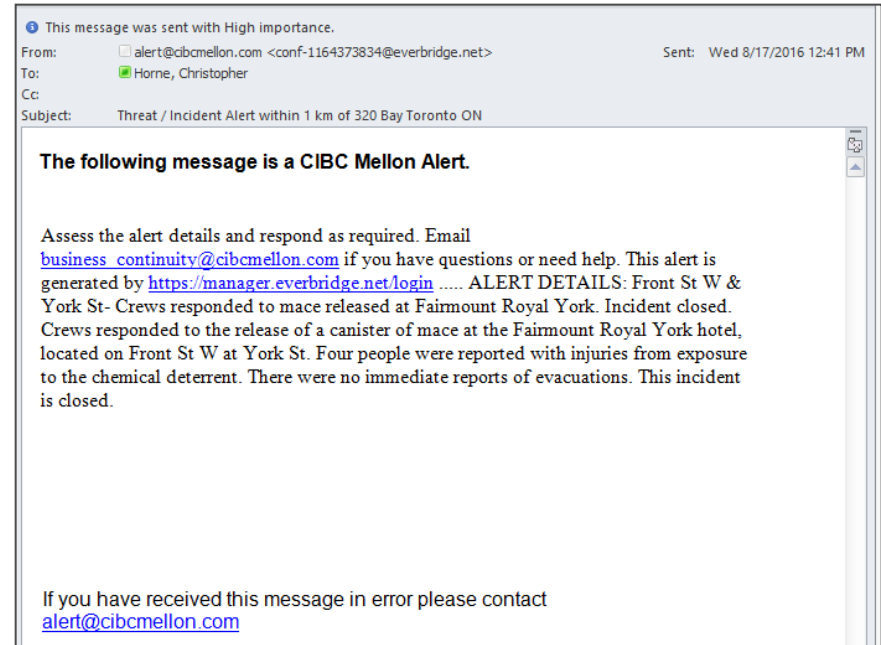 This message was sent with High importance.
From: alert@cibcmellon.com <conf-1164373834@everbridge.net> Sent: Wed 8/17/2016 12:41 PM
To: Horne, Christopher
Cc:
Subject: Threat / Incident Alert within 1 km of 320 Bay Toronto ON
The following message is a CIBC Mellon Alert.
Assess the alert details and respond as required. Email
business_continuity@cibcmellon.com if you have questions or need help. This alert is
generated by https://manager.everbridge.net/login ..... ALERT DETAILS: Front St W &
York St- Crews responded to mace released at Fairmount Royal York. Incident closed.
Crews responded to the release of a canister of mace at the Fairmount Royal York hotel,
located on Front St W at York St. Four people were reported with injuries from exposure
to the chemical deterrent. There were no immediate reports of evacuations. This incident
is closed.
If you have received this message in error please contact
alert@cibcmellon.com